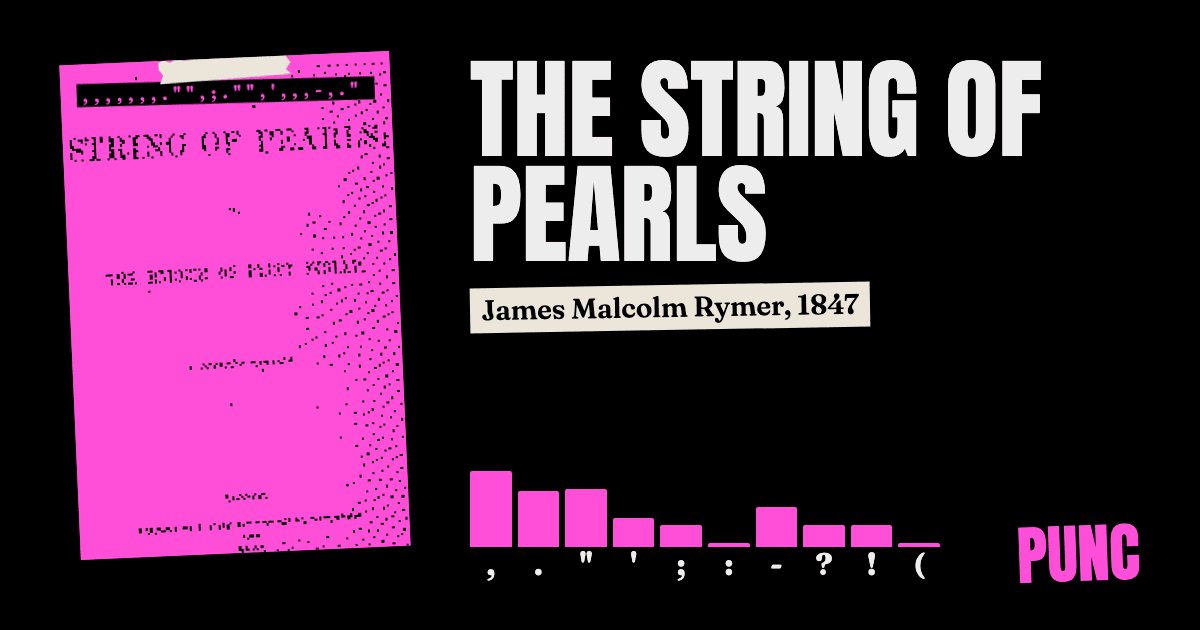 ,,,,,,,."",;."",',,,-,."
STRING OF PEARLS;
THE STRING OF
PEARLS
James Malcolm Rymer, 1847
, . " ' ; : - ? ! (
PUNC